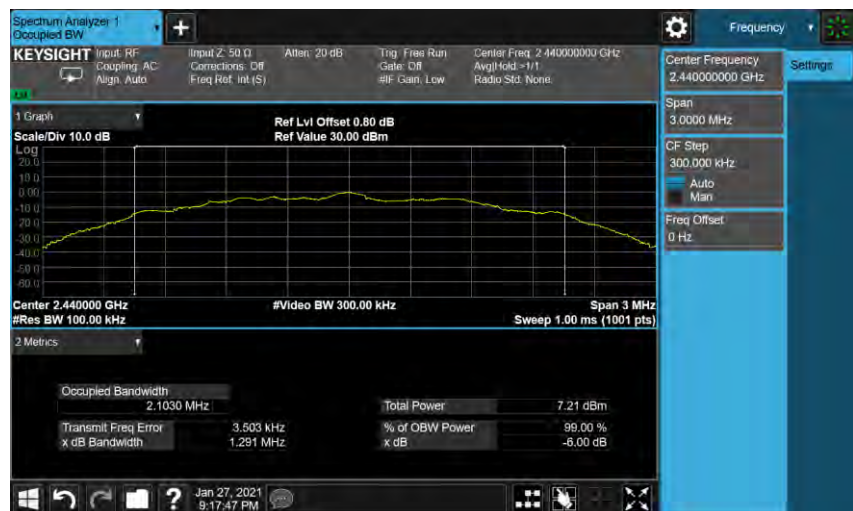 Spectrum Analyzer 1
Occupied BW
Frequency
KEYSIGHT
Input: RF
Coupling: AC
Align: Auto
Input Z: 50 Ω
Corrections: Off
Freq Ref: Int (S)
Atten: 20 dB
Trig: Free Run
Gate: Off
#IF Gain: Low
Center Freq: 2.440000000 GHz
Avg|Hold:>1/1
Radio Std: None
Center Frequency
2.440000000 GHz
Settings
Span
3.0000 MHz
CF Step
300.000 kHz
Auto
Man
Freq Offset
0 Hz
1 Graph
Scale/Div 10.0 dB
Ref Lvl Offset 0.80 dB
Ref Value 30.00 dBm
Log
20.0
10.0
0.00
-10.0
-20.0
-30.0
-40.0
-50.0
-60.0
Center 2.440000 GHz
#Res BW 100.00 kHz
#Video BW 300.00 kHz
Span 3 MHz
Sweep 1.00 ms (1001 pts)
2 Metrics
Occupied Bandwidth
2.1030 MHz
Total Power 7.21 dBm
Transmit Freq Error 3.503 kHz
% of OBW Power 99.00 %
x dB Bandwidth 1.291 MHz
x dB -6.00 dB
?
Jan 27, 2021
9:17:47 PM